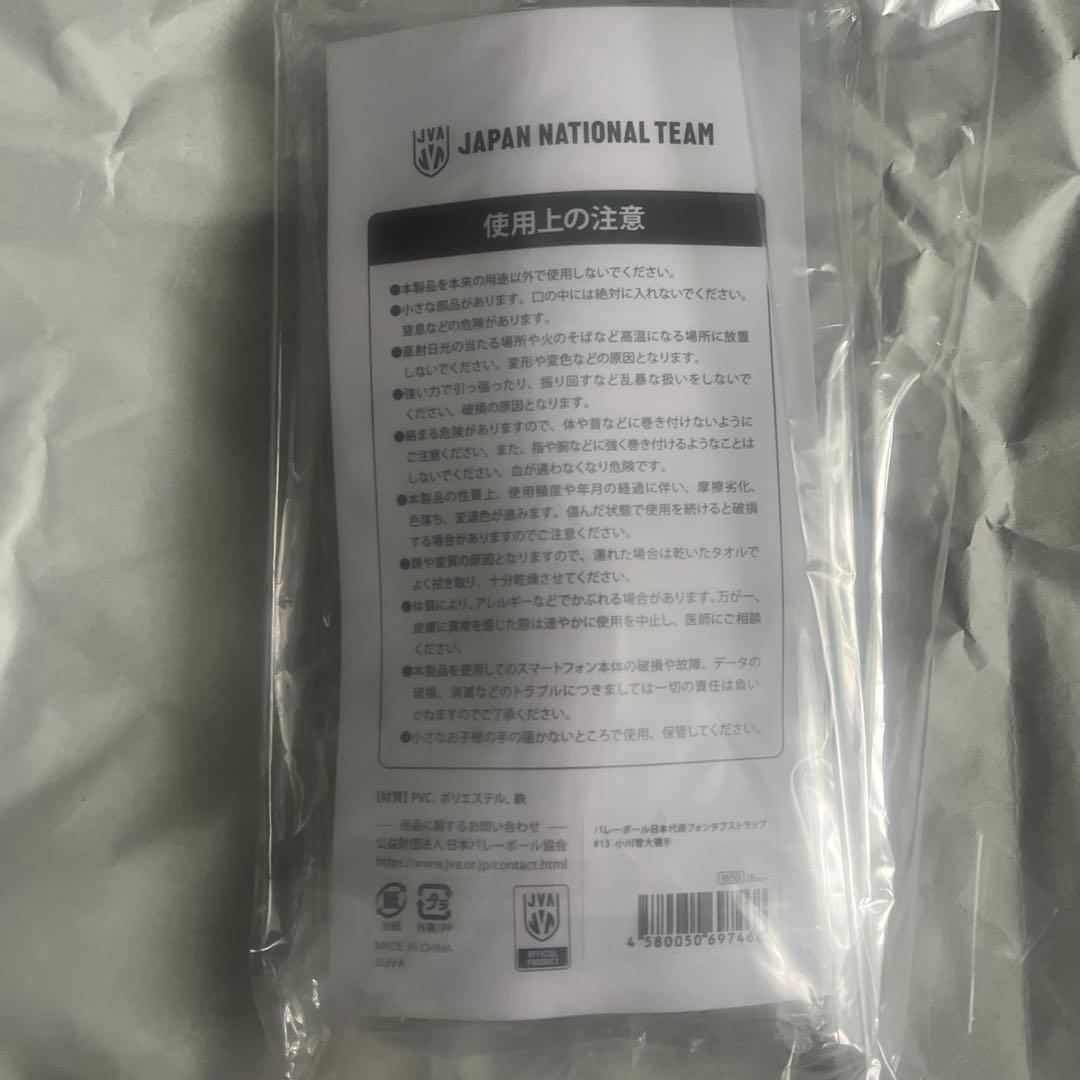 JVA JAPAN NATIONAL TEAM
使用上の注意
●本製品を本来の用途以外で使用しないでください。
●小さな部品があります。口の中には絶対に入れないでください。
窒息などの危険があります。
●直射日光の当たる場所や火のそばなど高温になる場所に放置
しないでください。変形や変色などの原因となります。
●強い力で引っ張ったり、振り回すなど乱暴な扱いをしないで
ください。破損の原因となります。
●絡まる危険がありますので、体や首などに巻き付けないように
ご注意ください。また、指や腕などに強く巻き付けるようなことは
しないでください。血が通わなくなり危険です。
●本製品の性質上、使用頻度や年月の経過に伴い、摩擦劣化、
色落ち、変退色が進みます。傷んだ状態で使用を続けると破損
する場合がありますのでご注意ください。
●錆や変質の原因となりますので、濡れた場合は乾いたタオルで
よく拭き取り、十分乾燥させてください。
●体質により、アレルギーなどでかぶれる場合があります。万が一、
皮膚に異常を感じた際は速やかに使用を中止し、医師にご相談
ください。
●本製品を使用してのスマートフォン本体の破損や故障、データの
破損、消滅などのトラブルにつきましては一切の責任は負い
かねますのでご了承ください。
●小さなお子様の手の届かないところで使用、保管してください。
【材質】PVC、ポリエステル、鉄
商品に関するお問い合わせ
公益財団法人 日本バレーボール協会
https://www.jva.or.jp/contact.html
バレーボール日本代表フォンタブストラップ
#13 小川智大選手
1650
紙
台紙
プラ
外装:PP
MADE IN CHINA
©JVA
JVA
OFFICIAL
PRODUCT
4 580050 69746